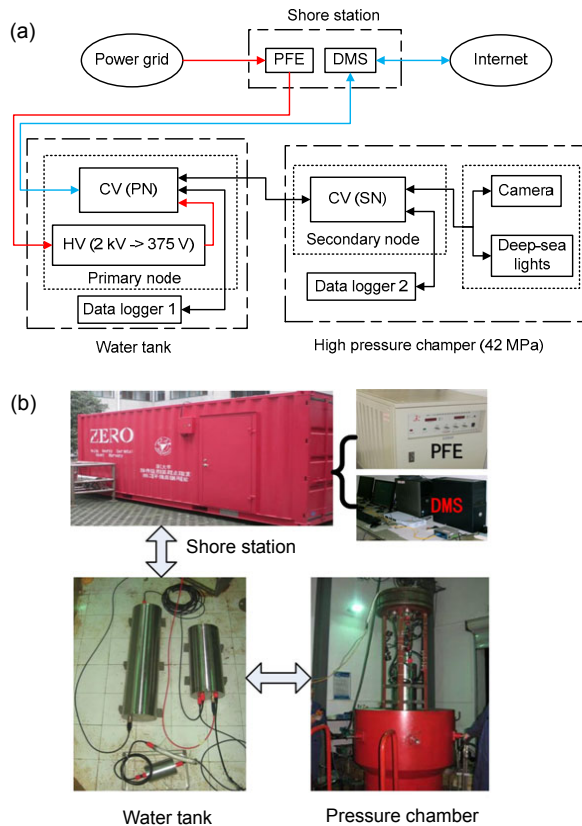 (a)
Shore station
Power grid
PFE
DMS
Internet
CV (PN)
HV (2 kV -> 375 V)
Primary node
Data logger 1
Water tank
CV (SN)
Secondary node
Data logger 2
Camera
Deep-sea
lights
High pressure champer (42 MPa)
(b)
ZERO
PFE
DMS
Shore station
Water tank
Pressure chamber